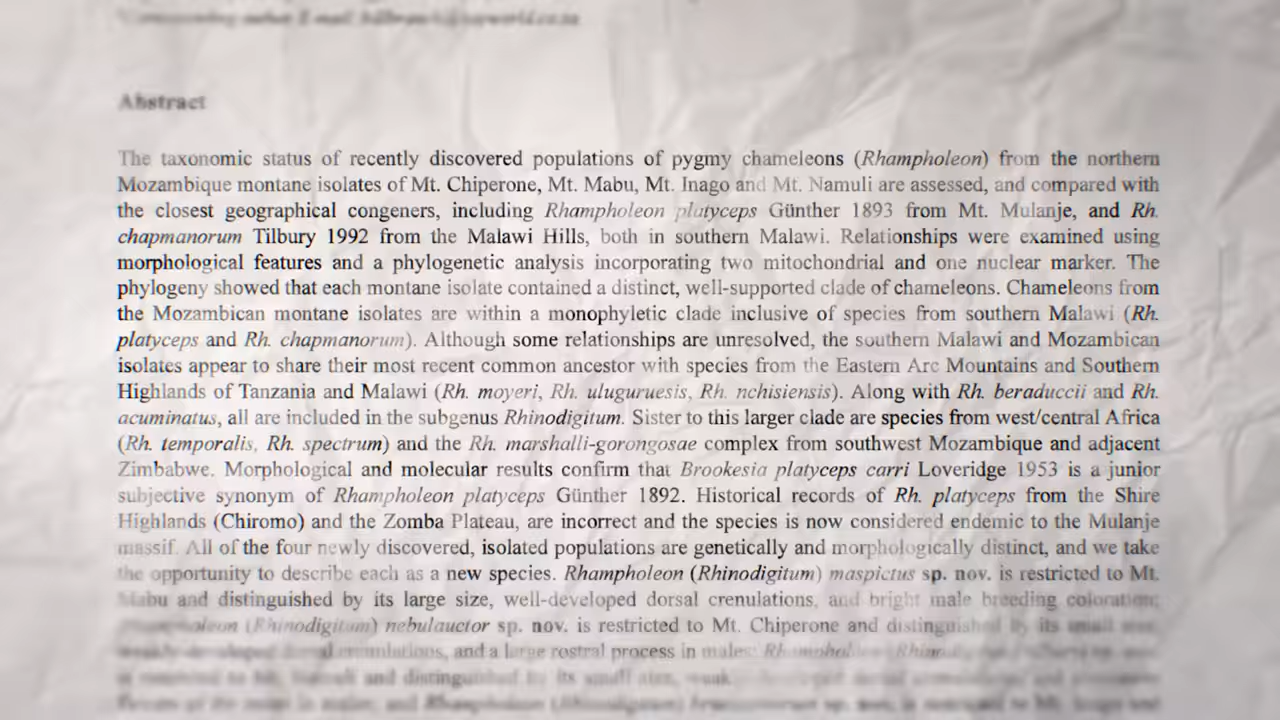 Abstract
The taxonomic status of recently discovered populations of pygmy chameleons (Rhampholeon) from the northern
Mozambique montane isolates of Mt. Chiperone, Mt. Mabu, Mt. Inago and Mt. Namuli are assessed, and compared with
the closest geographical congeners, including Rhampholeon platyceps Günther 1893 from Mt. Mulanje, and Rh.
chapmanorum Tilbury 1992 from the Malawi Hills, both in southern Malawi. Relationships were examined using
morphological features and a phylogenetic analysis incorporating two mitochondrial and one nuclear marker. The
phylogeny showed that each montane isolate contained a distinct, well-supported clade of chameleons. Chameleons from
the Mozambican montane isolates are within a monophyletic clade inclusive of species from southern Malawi (Rh.
platyceps and Rh. chapmanorum). Although some relationships are unresolved, the southern Malawi and Mozambican
isolates appear to share their most recent common ancestor with species from the Eastern Arc Mountains and Southern
Highlands of Tanzania and Malawi (Rh. moyeri, Rh. uluguruesis, Rh. nchisiensis). Along with Rh. beraduccii and Rh.
acuminatus, all are included in the subgenus Rhinodigitum. Sister to this larger clade are species from west/central Africa
(Rh. temporalis, Rh. spectrum) and the Rh. marshalli-gorongosae complex from southwest Mozambique and adjacent
Zimbabwe. Morphological and molecular results confirm that Brookesia platyceps carri Loveridge 1953 is a junior
subjective synonym of Rhampholeon platyceps Günther 1892. Historical records of Rh. platyceps from the Shire
Highlands (Chiromo) and the Zomba Plateau, are incorrect and the species is now considered endemic to the Mulanje
massif. All of the four newly discovered, isolated populations are genetically and morphologically distinct, and we take
the opportunity to describe each as a new species. Rhampholeon (Rhinodigitum) maspictus sp. nov. is restricted to Mt.
Mabu and distinguished by its large size, well-developed dorsal crenulations, and bright male breeding coloration;
(Rhinodigitum) nebulauctor sp. nov. is restricted to Mt. Chiperone and distinguished by its small size,
and a large rostral process in males;
and distinguished by its small size,